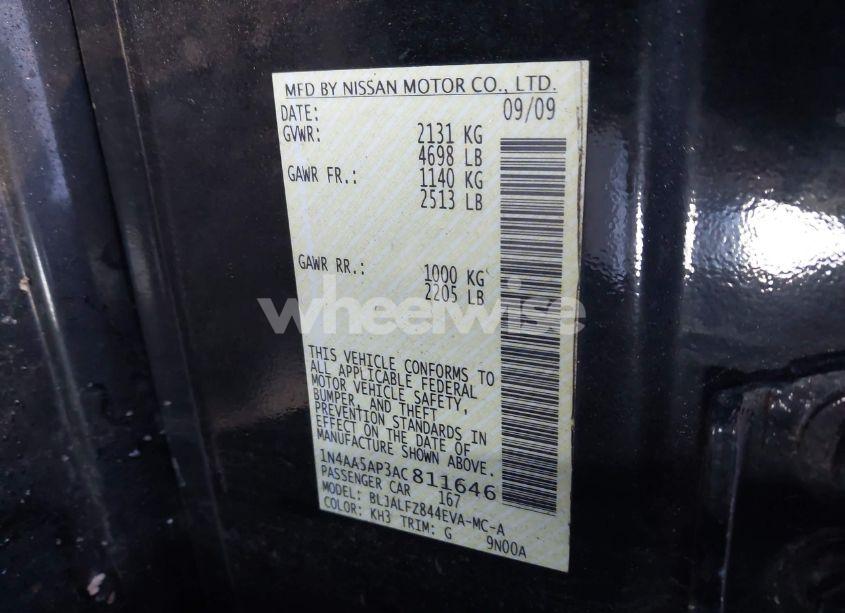 MFD BY NISSAN MOTOR CO., LTD.
DATE: 09/09
GVWR: 2131 KG
4698 LB
GAWR FR.: 1140 KG
2513 LB
GAWR RR.: 1000 KG
2205 LB
wheelwise
THIS VEHICLE CONFORMS TO
ALL APPLICABLE FEDERAL
MOTOR VEHICLE SAFETY,
BUMPER, AND THEFT
PREVENTION STANDARDS IN
EFFECT ON THE DATE OF
MANUFACTURE SHOWN ABOVE.
1N4AA5AP3AC811646
PASSENGER CAR 167
MODEL: BLJALFZ844EVA-MC-A
COLOR: KH3 TRIM: G 9N00A